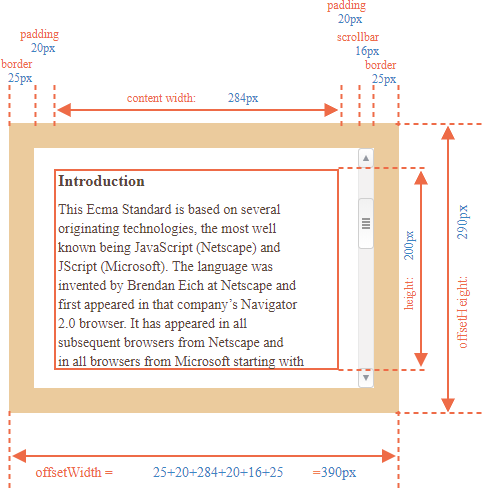 padding
20px
scrollbar
16px
border
25px
padding
20px
border
25px
content width: 284px
Introduction
This Ecma Standard is based on several
originating technologies, the most well
known being JavaScript (Netscape) and
JScript (Microsoft). The language was
invented by Brendan Eich at Netscape and
first appeared in that company’s Navigator
2.0 browser. It has appeared in all
subsequent browsers from Netscape and
in all browsers from Microsoft starting with
height: 200px
offsetHeight: 290px
offsetWidth = 25+20+284+20+16+25 =390px